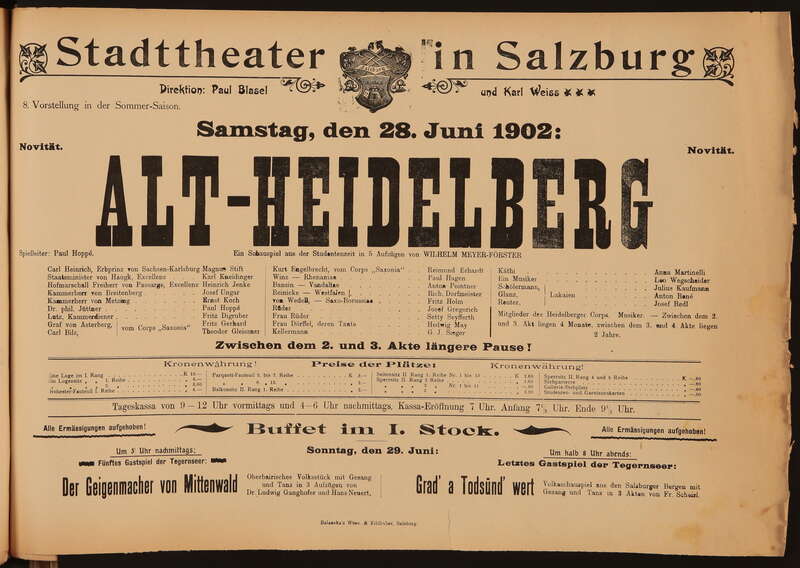 Stadttheater in Salzburg
Direktion: Paul Blasel und Karl Weiss
8. Vorstellung in der Sommer-Saison.
Samstag, den 28. Juni 1902:
Novität. Novität.
ALT-HEIDELBERG
Spielleiter: Paul Hoppé. Ein Schauspiel aus der Studentenzeit in 5 Aufzügen von WILHELM MEYER-FÖRSTER
Carl Heinrich, Erbprinz von Sachsen-Karlsburg Magnus Stift
Staatsminister von Haugk, Excellenz Karl Kneidinger
Hofmarschall Freiherr von Passarge, Excellenz Heinrich Jenke
Kammerherr von Breitenberg Josef Ungar
Kammerherr von Metzing Ernst Koch
Dr. phil. Jüttner Paul Hoppé
Lutz, Kammerdiener Fritz Digruber
Graf von Asterberg, vom Corps "Saxonia" Fritz Gerhard
Carl Bilz, Theodor Gleissner
Kurt Engelbrecht, vom Corps „Saxonia" Reimund Erhardt
Winz — Rhenania Paul Hagen
Bansin — Vandalia Anton Pointner
Reinicke — Westfalen Rich. Dorfmeister
von Wedell, — Saxo-Borussia Fritz Holm
Rüder Josef Gregorich
Frau Rüder Setty Seyfferth
Frau Dörffel, deren Tante Hedwig May
Kellermann G. J. Sieger
Käthi Anna Martinelli
Ein Musiker Leo Wegscheider
Schölermann, Julius Kaufmann
Glanz, Lakaien Anton René
Reuter, Josef Redl
Mitglieder des Heidelberger Corps. Musiker. — Zwischen dem 2.
und 3. Akt liegen 4 Monate, zwischen dem 3. und 4 Akte liegen
2 Jahre.
Zwischen dem 2. und 3. Akte längere Pause!
Kronenwährung! Preise der Plätze: Kronenwährung!
Tageskassa von 9—12 Uhr vormittags und 4—6 Uhr nachmittags, Kassa-Eröffnung 7 Uhr. Anfang Uhr. Ende Uhr.
Alle Ermässigungen aufgehoben! Buffet im I. Stock. Alle Ermässigungen aufgehoben!
Sonntag, den 29. Juni:
Um Uhr nachmittags:
Fünftes Gastspiel der Tegernseer:
Der Geigenmacher von Mittenwald
Oberbairisches Volksstück mit Gesang
und Tanz in 3 Aufzügen von
Dr. Ludwig Ganghofer und Hans Neuert.
Um halb 8 Uhr abends:
Letztes Gastspiel der Tegernseer:
Grad' a Todsünd' wert
Volksschauspiel aus den Salzburger Bergen mit
Gesang und Tanz in 3 Akten von Fr. Scheirl.